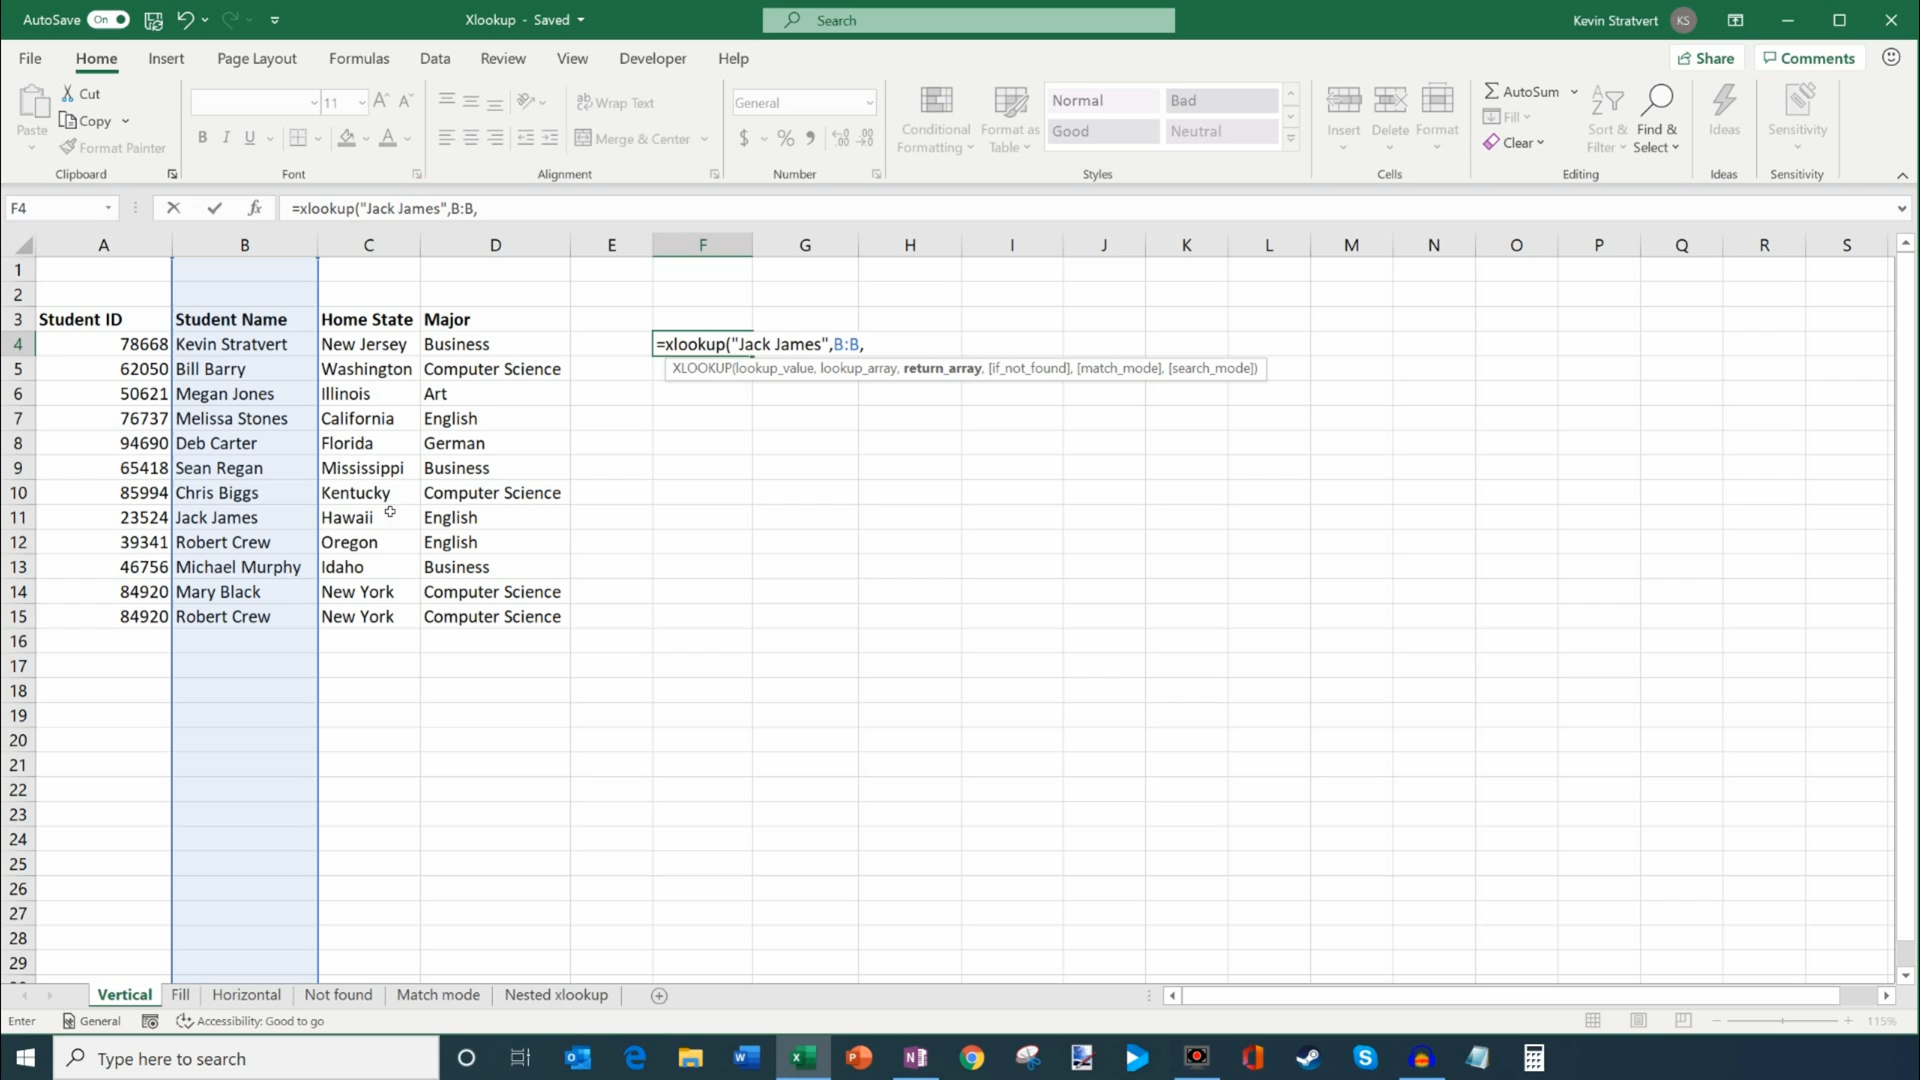 AutoSave On Xlookup - Saved Search Kevin Stratvert KS
File Home Insert Page Layout Formulas Data Review View Developer Help Share Comments
Paste Cut Copy Format Painter
11 B I U A
ab Wrap Text Merge & Center
General $ % 9
Conditional Formatting Format as Table
Normal Bad Good Neutral
Insert Delete Format
AutoSum Fill Clear
Sort & Filter Find & Select
Ideas Sensitivity
Clipboard Font Alignment Number Styles Cells Editing Ideas Sensitivity
F4 fx =xlookup("Jack James",B:B,
A B C D E F G H I J K L M N O P Q R S
1
2
3 Student ID Student Name Home State Major
4 78668 Kevin Stratvert New Jersey Business =xlookup("Jack James",B:B,
5 62050 Bill Barry Washington Computer Science XLOOKUP(lookup_value, lookup_array, return_array, [if_not_found], [match_mode], [search_mode])
6 50621 Megan Jones Illinois Art
7 76737 Melissa Stones California English
8 94690 Deb Carter Florida German
9 65418 Sean Regan Mississippi Business
10 85994 Chris Biggs Kentucky Computer Science
11 23524 Jack James Hawaii English
12 39341 Robert Crew Oregon English
13 46756 Michael Murphy Idaho Business
14 84920 Mary Black New York Computer Science
15 84920 Robert Crew New York Computer Science
16
17
18
19
20
21
22
23
24
25
26
27
28
29
Vertical Fill Horizontal Not found Match mode Nested xlookup
Enter General Accessibility: Good to go 115%
Type here to search